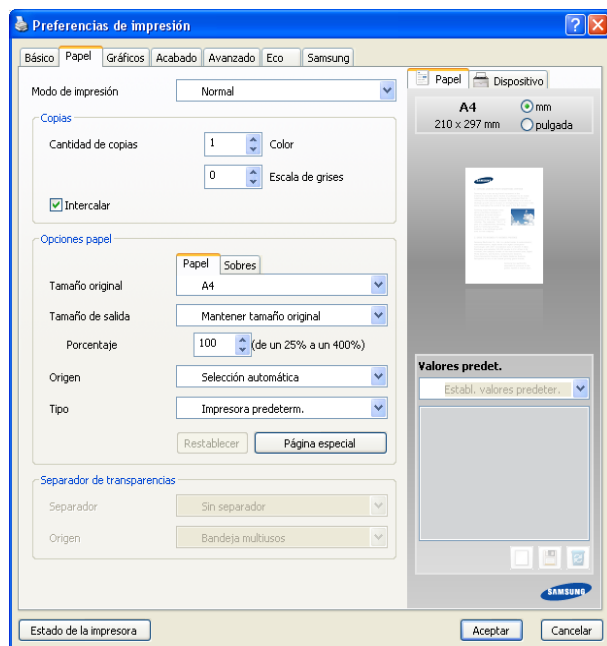 Preferencias de impresión
Básico Papel Gráficos Acabado Avanzado Eco Samsung
Modo de impresión Normal
Copias
Cantidad de copias 1 Color
0 Escala de grises
Intercalar
Opciones papel
Papel Sobres
Tamaño original A4
Tamaño de salida Mantener tamaño original
Porcentaje 100 (de un 25% a un 400%)
Origen Selección automática
Tipo Impresora predeterm.
Restablecer Página especial
Separador de transparencias
Separador Sin separador
Origen Bandeja multiusos
Papel Dispositivo
A4 mm
210 x 297 mm pulgada
Valores predet.
Establ. valores predeter.
SAMSUNG
Estado de la impresora Aceptar Cancelar